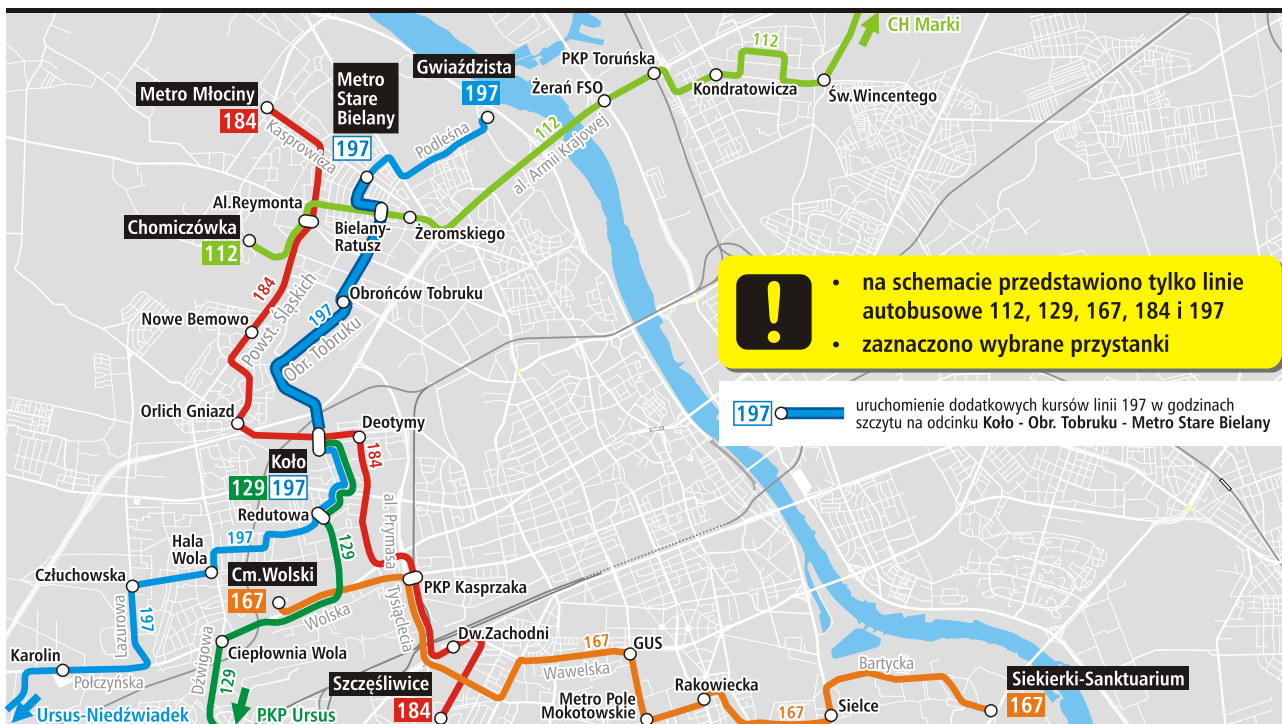 CH Marki
112
PKP Toruńska
Gwiaździsta
197
Metro
Stare
Bielany
197
Metro Młociny
184
Żerań FSO
Kondratowicza
Św.Wincentego
Kasprowicza
Podleśna
112
al. Armii Krajowej
Al.Reymonta
Chomiczówka
112
Bielany-
Ratusz
Żeromskiego
184
Powst. Śląskich
Obrońców Tobruku
197
Obr. Tobruku
Nowe Bemowo
• na schemacie przedstawiono tylko linie
autobusowe 112, 129, 167, 184 i 197
• zaznaczono wybrane przystanki
197
uruchomienie dodatkowych kursów linii 197 w godzinach
szczytu na odcinku Koło - Obr. Tobruku - Metro Stare Bielany
Orlich Gniazd
Deotymy
184
Koło
129 197
Redutowa
al. Prymasa
Tysiąclecia
Hala
Wola
197
129
Człuchowska
Cm.Wolski
167
PKP Kasprzaka
Lazurowa
197
Wolska
Dźwigowa
129
Ciepłownia Wola
Dw.Zachodni
167
GUS
Wawelska
Karolin
Połczyńska
Szczęśliwice
184
Bartycka
Siekierki-Sanktuarium
167
Rakowiecka
Metro Pole
Mokotowskie
167
Sielce
Ursus-Niedźwiadek
PKP Ursus